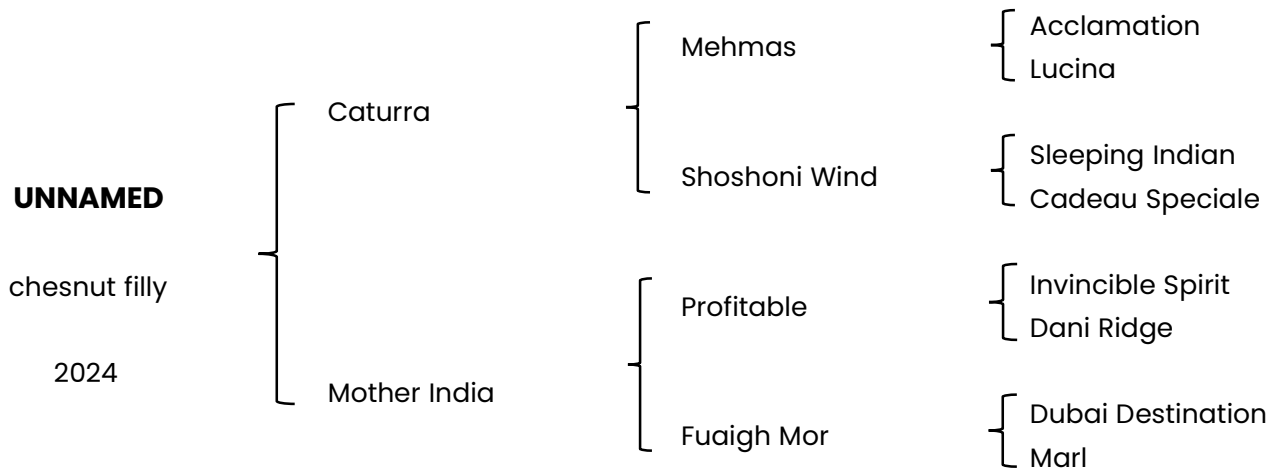 UNNAMED
chesnut filly
2024
Caturra
Mother India
Mehmas
Shoshoni Wind
Profitable
Fuaigh Mor
Acclamation
Lucina
Sleeping Indian
Cadeau Speciale
Invincible Spirit
Dani Ridge
Dubai Destination
Marl